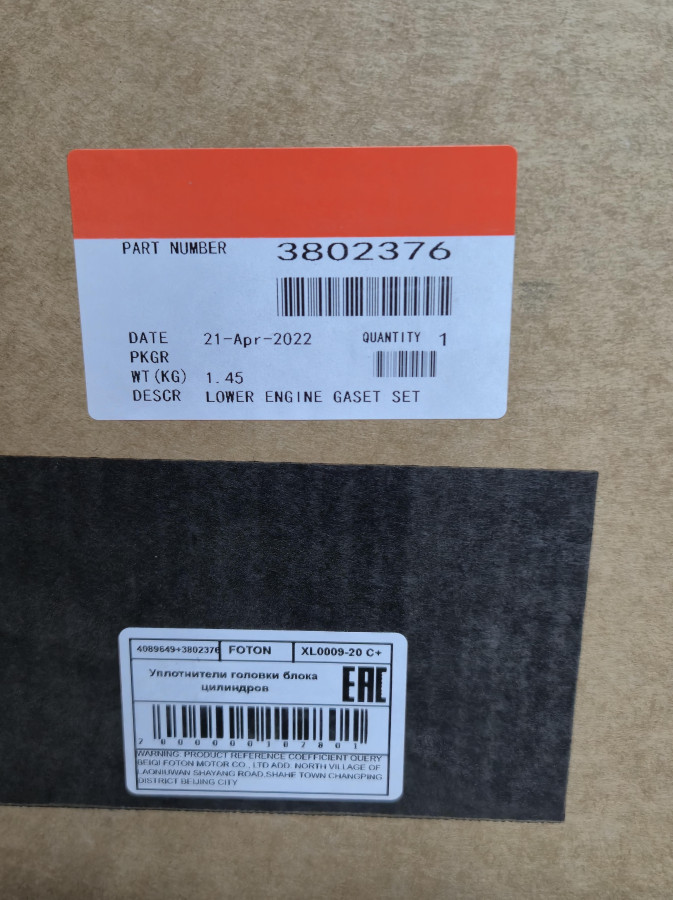 PART NUMBER 3802376
DATE 21-Apr-2022 QUANTITY 1
PKGR
WT(KG) 1.45
DESCR LOWER ENGINE GASET SET
4089649+3802376 FOTON XL0009-20 C+
Уплотнители головки блока
цилиндров
EAC
2000000102801
WARNING: PRODUCT REFERENCE COEFFICIENT QUERY
BEIQI FOTON MOTOR CO., LTD ADD. NORTH VILLAGE OF
LAONIUWAN SHAYANG ROAD,SHAHE TOWN CHANGPING
DISTRICT BEIJING CITY